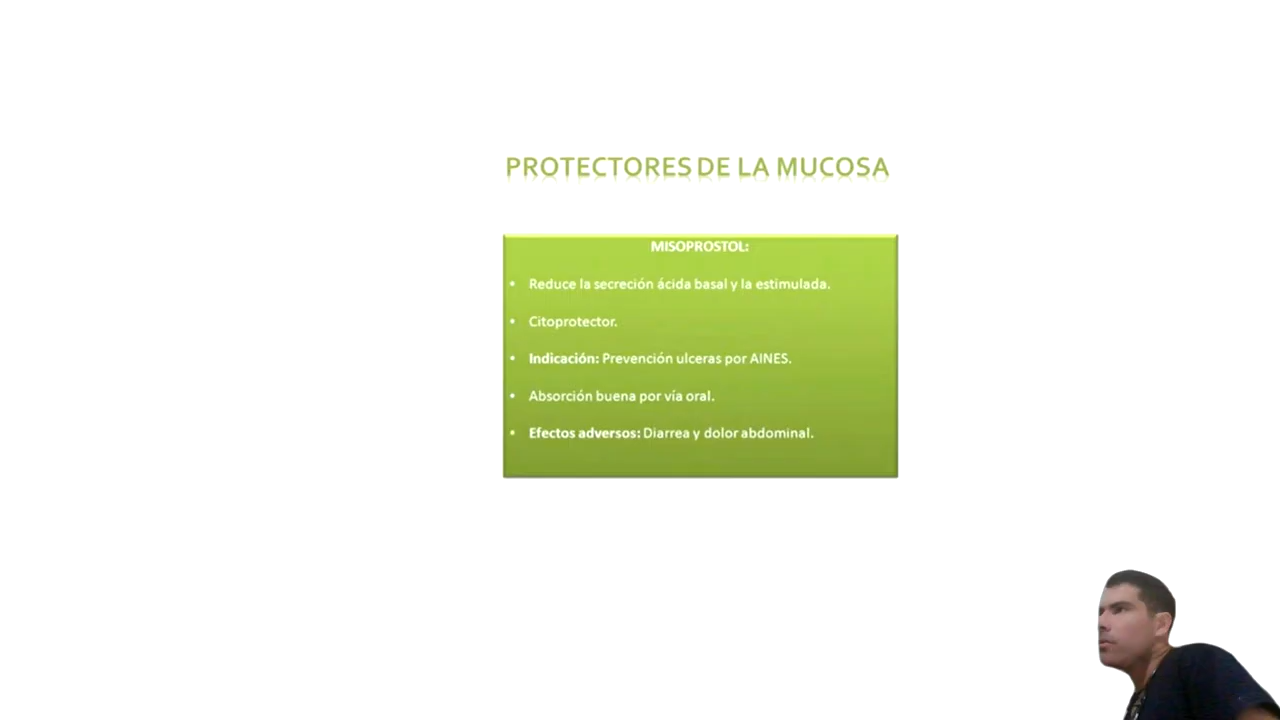 PROTECTORES DE LA MUCOSA
MISOPROSTOL:
• Reduce la secreción ácida basal y la estimulada.
• Citoprotector.
• Indicación: Prevención ulceras por AINES.
• Absorción buena por vía oral.
• Efectos adversos: Diarrea y dolor abdominal.